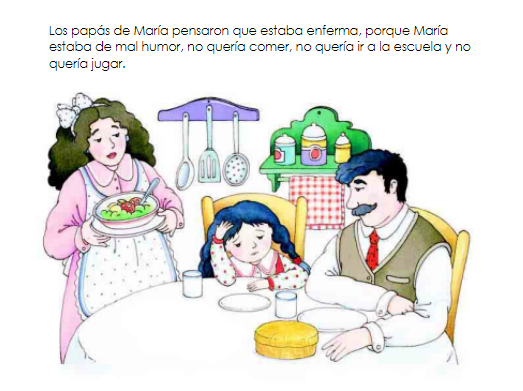 Los papás de María pensaron que estaba enferma, porque María
estaba de mal humor, no quería comer, no quería ir a la escuela y no
quería jugar.